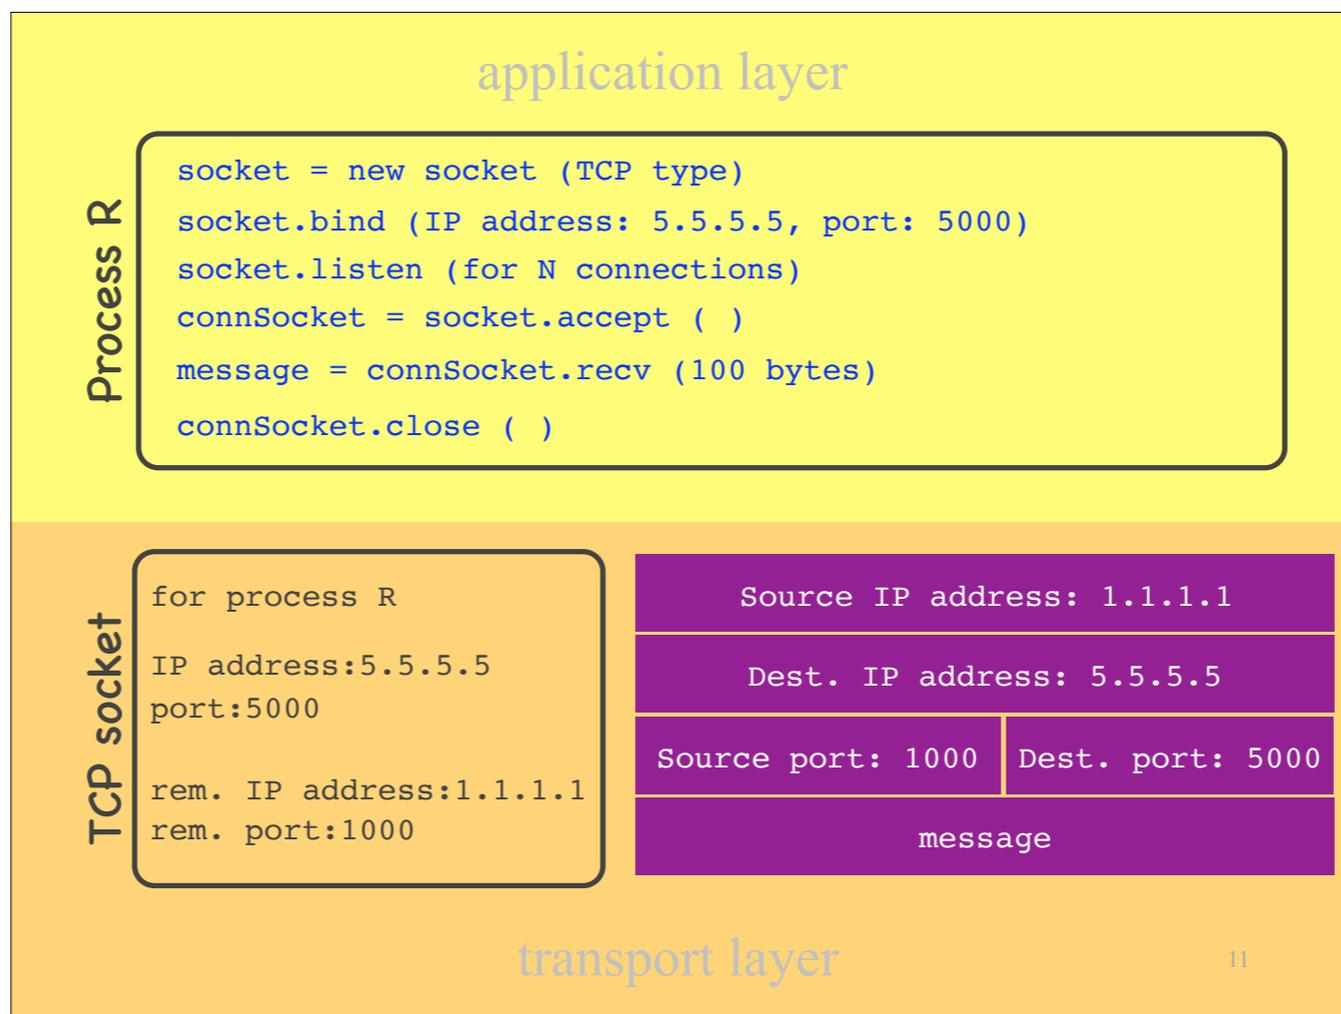 application layer
Process R
socket = new socket (TCP type)
socket.bind (IP address: 5.5.5.5, port: 5000)
socket.listen (for N connections)
connSocket = socket.accept ( )
message = connSocket.recv (100 bytes)
connSocket.close ( )
TCP socket
for process R
IP address:5.5.5.5
port:5000
rem. IP address:1.1.1.1
rem. port:1000
Source IP address: 1.1.1.1
Dest. IP address: 5.5.5.5
Source port: 1000
Dest. port: 5000
message
transport layer
11